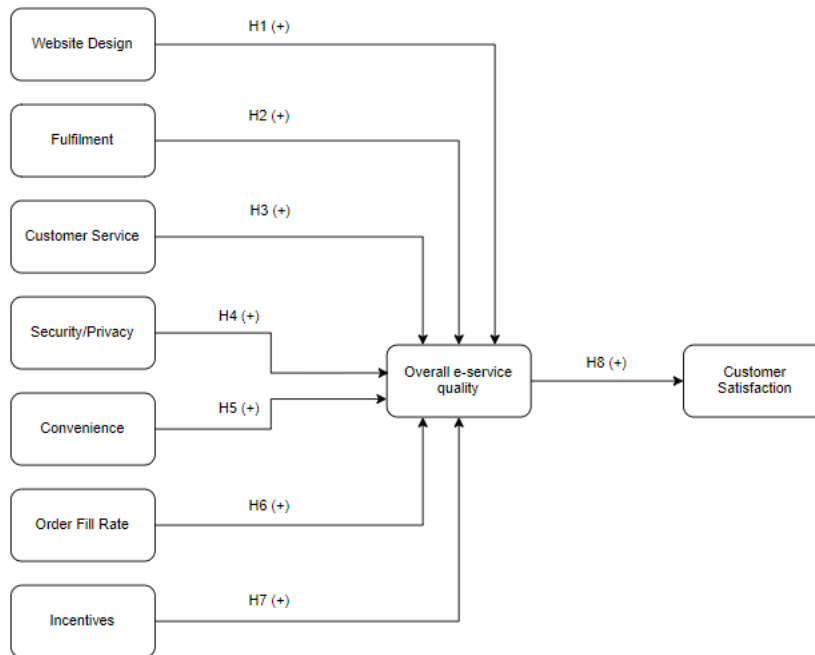 Website Design
H1 (+)
Fulfilment
H2 (+)
Customer Service
H3 (+)
Security/Privacy
H4 (+)
Overall e-service
quality
H8 (+)
Customer
Satisfaction
Convenience
H5 (+)
Order Fill Rate
H6 (+)
Incentives
H7 (+)